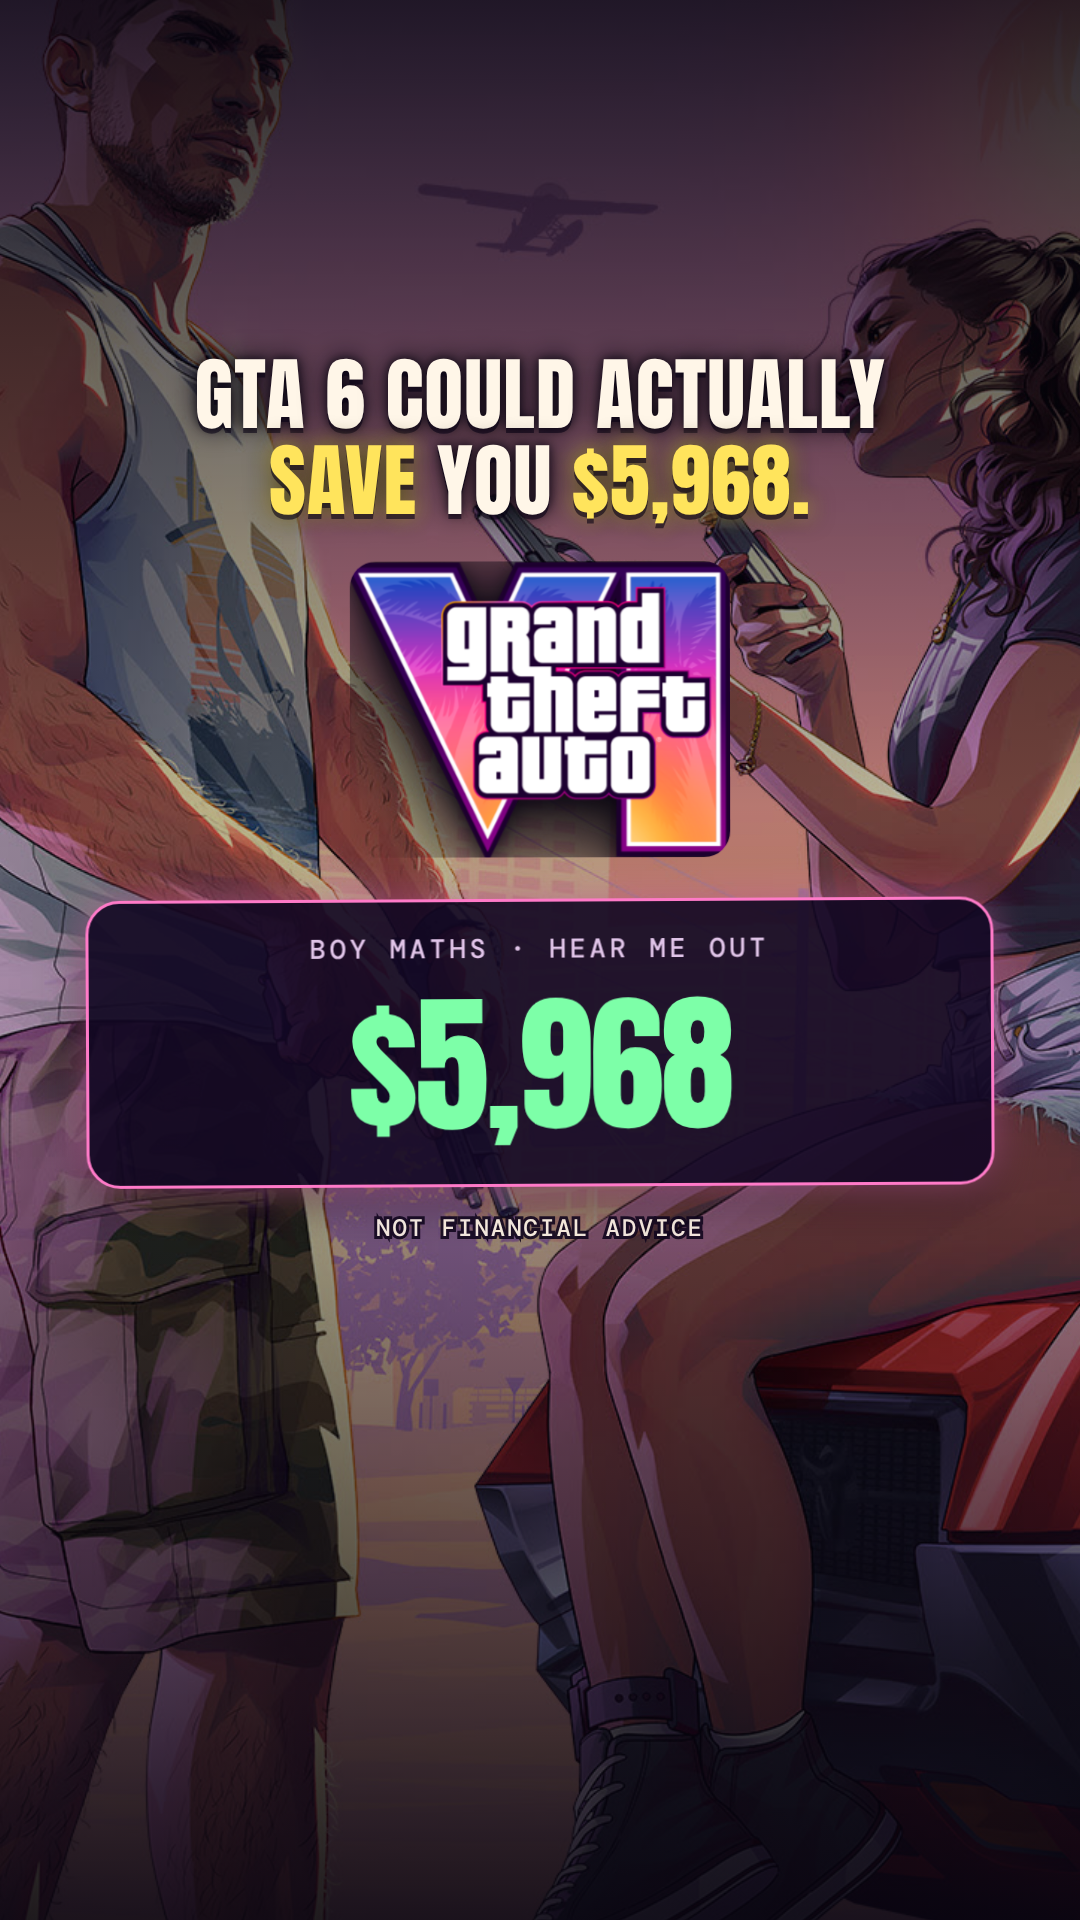 GTA 6 COULD ACTUALLY
SAVE YOU $5,968.
VI
grand
theft
auto
BOY MATHS · HEAR ME OUT
$5,968
NOT FINANCIAL ADVICE